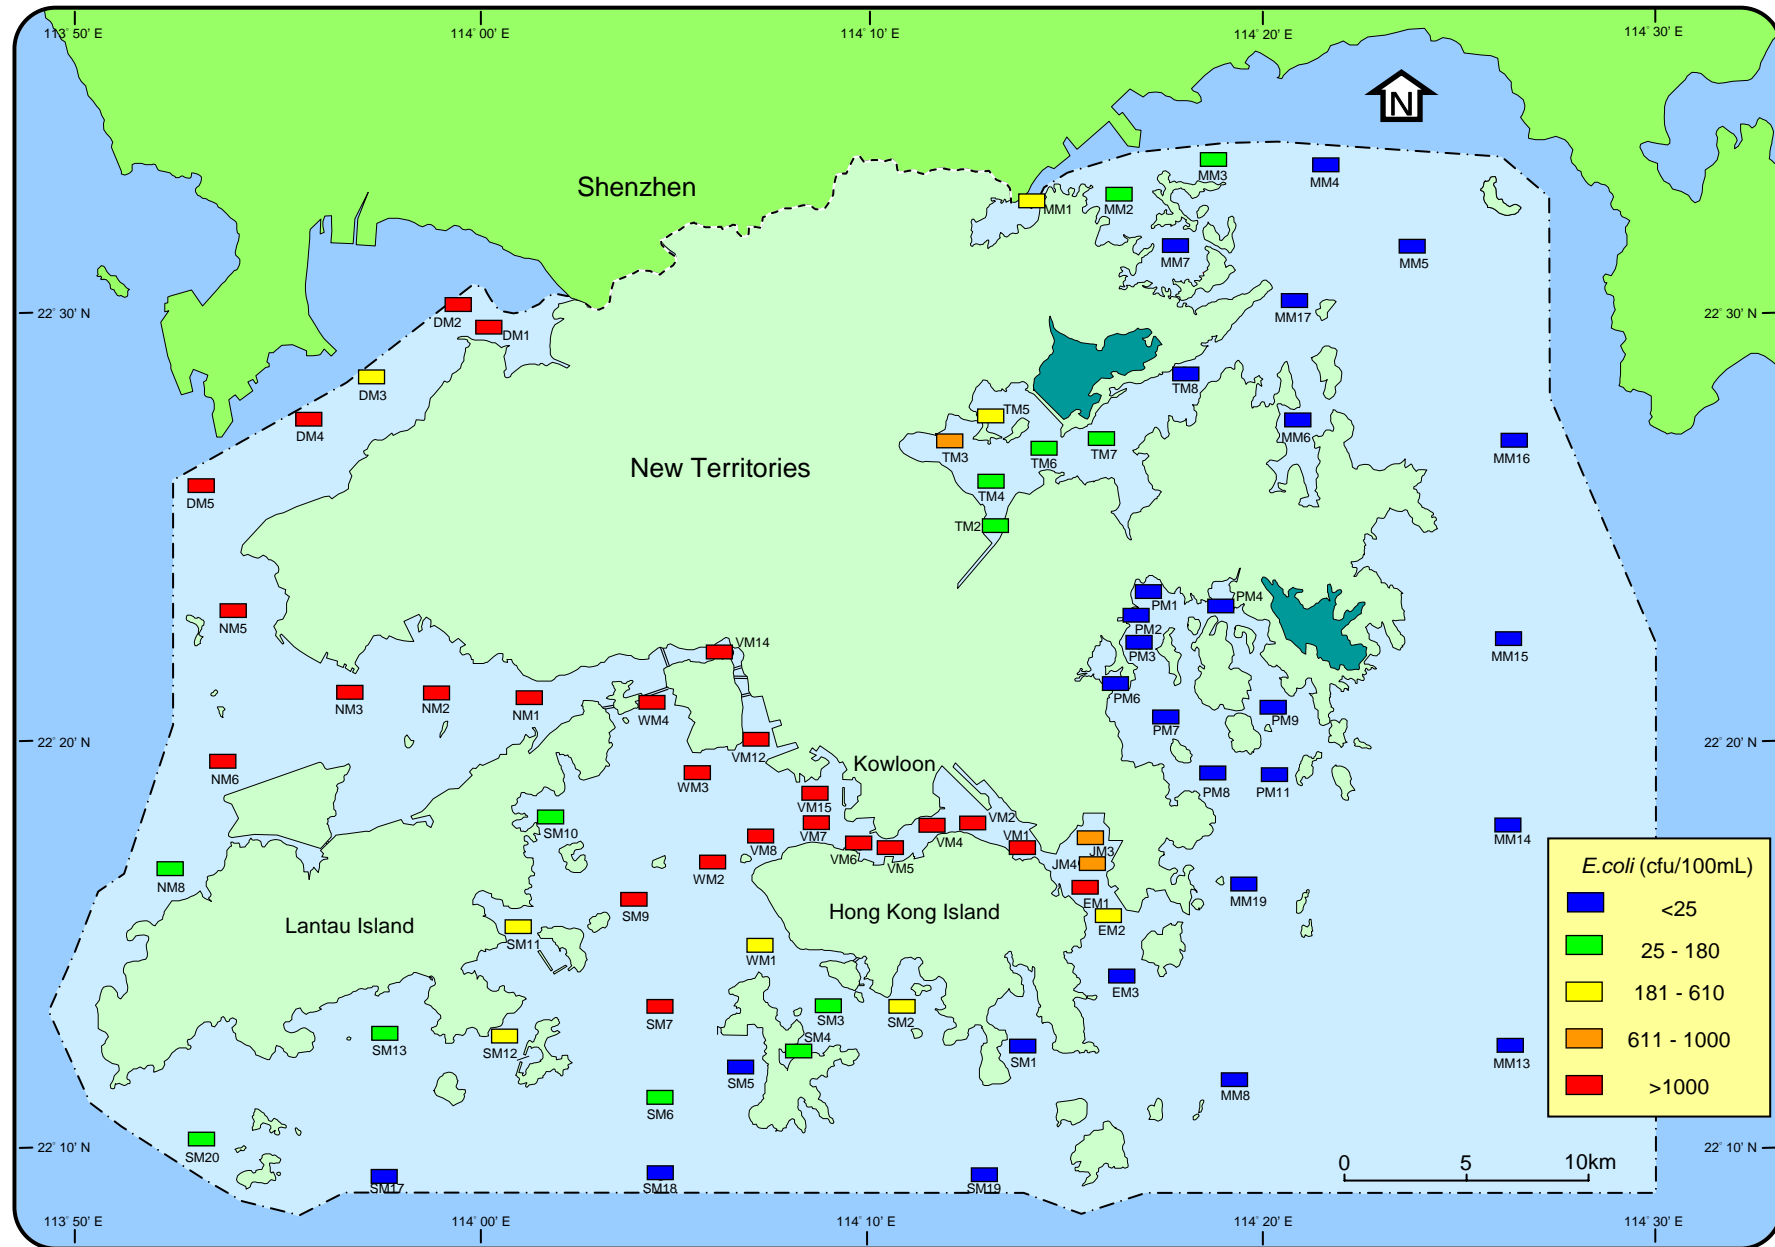 113° 50' E
114° 00' E
114° 10' E
114° 20' E
114° 30' E
N
Shenzhen
MM3
MM4
MM1
MM2
MM7
MM5
22° 30' N
22° 30' N
DM2
DM1
MM17
DM3
TM8
TM5
DM4
MM6
TM3
TM6
TM7
MM16
New Territories
DM5
TM4
TM2
PM1
PM4
NM5
PM2
PM3
VM14
MM15
NM3
NM2
NM1
WM4
PM6
PM9
PM7
22° 20' N
22° 20' N
VM12
Kowloon
NM6
WM3
PM8
PM11
VM15
SM10
VM7
VM2
VM1
VM8
VM6
VM4
VM5
JM3
JM4
MM14
WM2
NM8
E.coli (cfu/100mL)
<25
25 - 180
181 - 610
611 - 1000
>1000
MM19
EM1
SM9
Hong Kong Island
Lantau Island
EM2
SM11
WM1
EM3
SM7
SM3
SM2
SM4
SM13
SM12
SM1
MM13
SM5
MM8
SM6
22° 10' N
22° 10' N
SM20
0 5 10km
SM17
SM18
SM19
113° 50' E
114° 00' E
114° 10' E
114° 20' E
114° 30' E